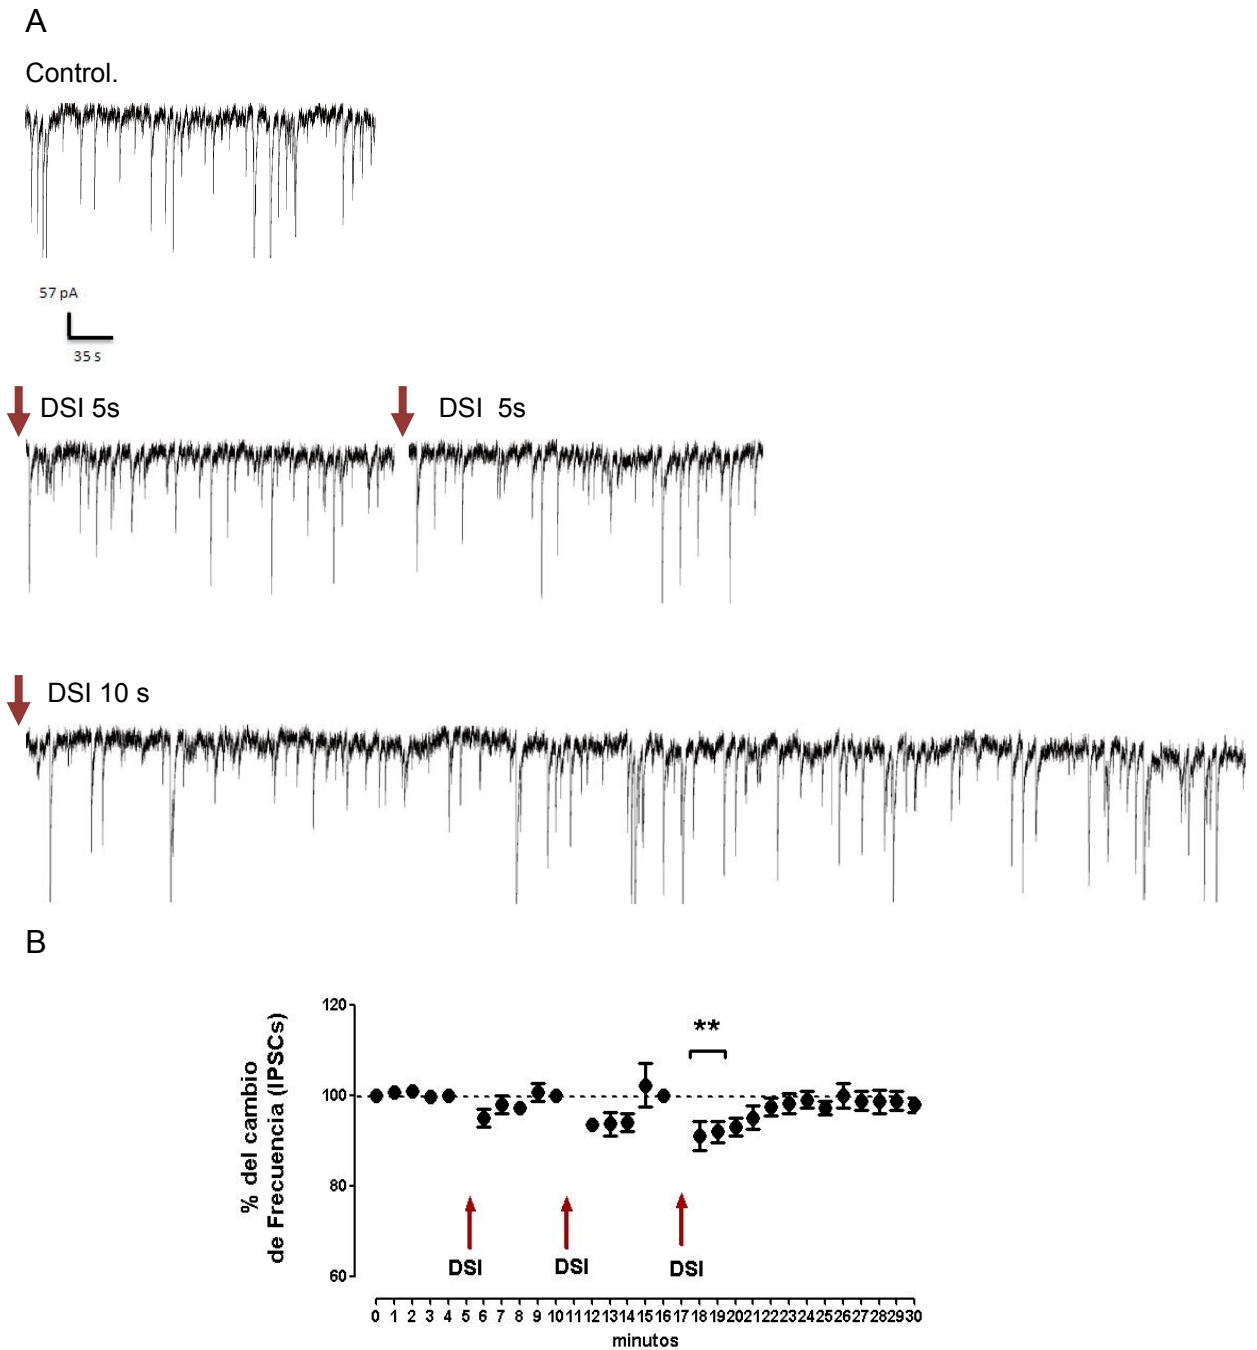 A
Control.
57 pA
35 s
DSI 5s
DSI 5s
DSI 10 s
B
% del cambio
de Frecuencia (IPSCs)
120
100
80
60
**
DSI
DSI
DSI
0 1 2 3 4 5 6 7 8 9 10 11 12 13 14 15 16 17 18 19 20 21 22 23 24 25 26 27 28 29 30
minutos